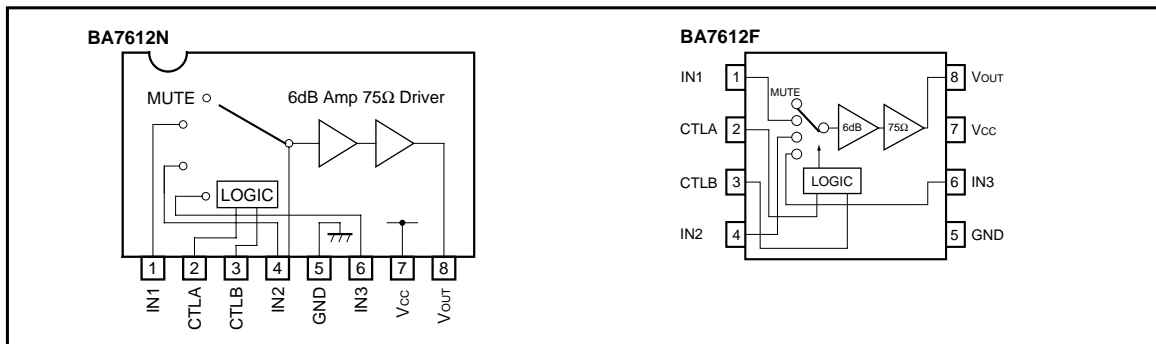 BA7612N
MUTE
6dB Amp 75Ω Driver
LOGIC
1
2
3
4
5
6
7
8
IN1
CTLA
CTLB
IN2
GND
IN3
Vcc
VOUT
BA7612F
IN1
1
CTLA
2
CTLB
3
IN2
4
MUTE
6dB
75Ω
LOGIC
8
VOUT
7
Vcc
6
IN3
5
GND